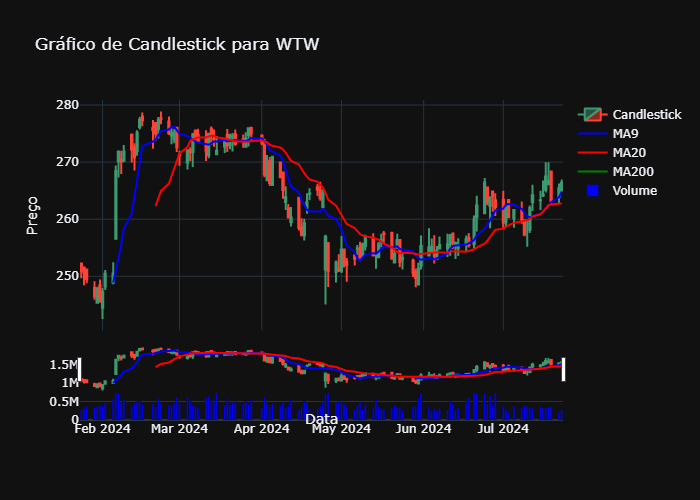 Gráfico de Candlestick para WTW
280
270
260
250
Preço
Candlestick
MA9
MA20
MA200
Volume
1.5M
1M
0.5M
0
Data
Feb 2024
Mar 2024
Apr 2024
May 2024
Jun 2024
Jul 2024